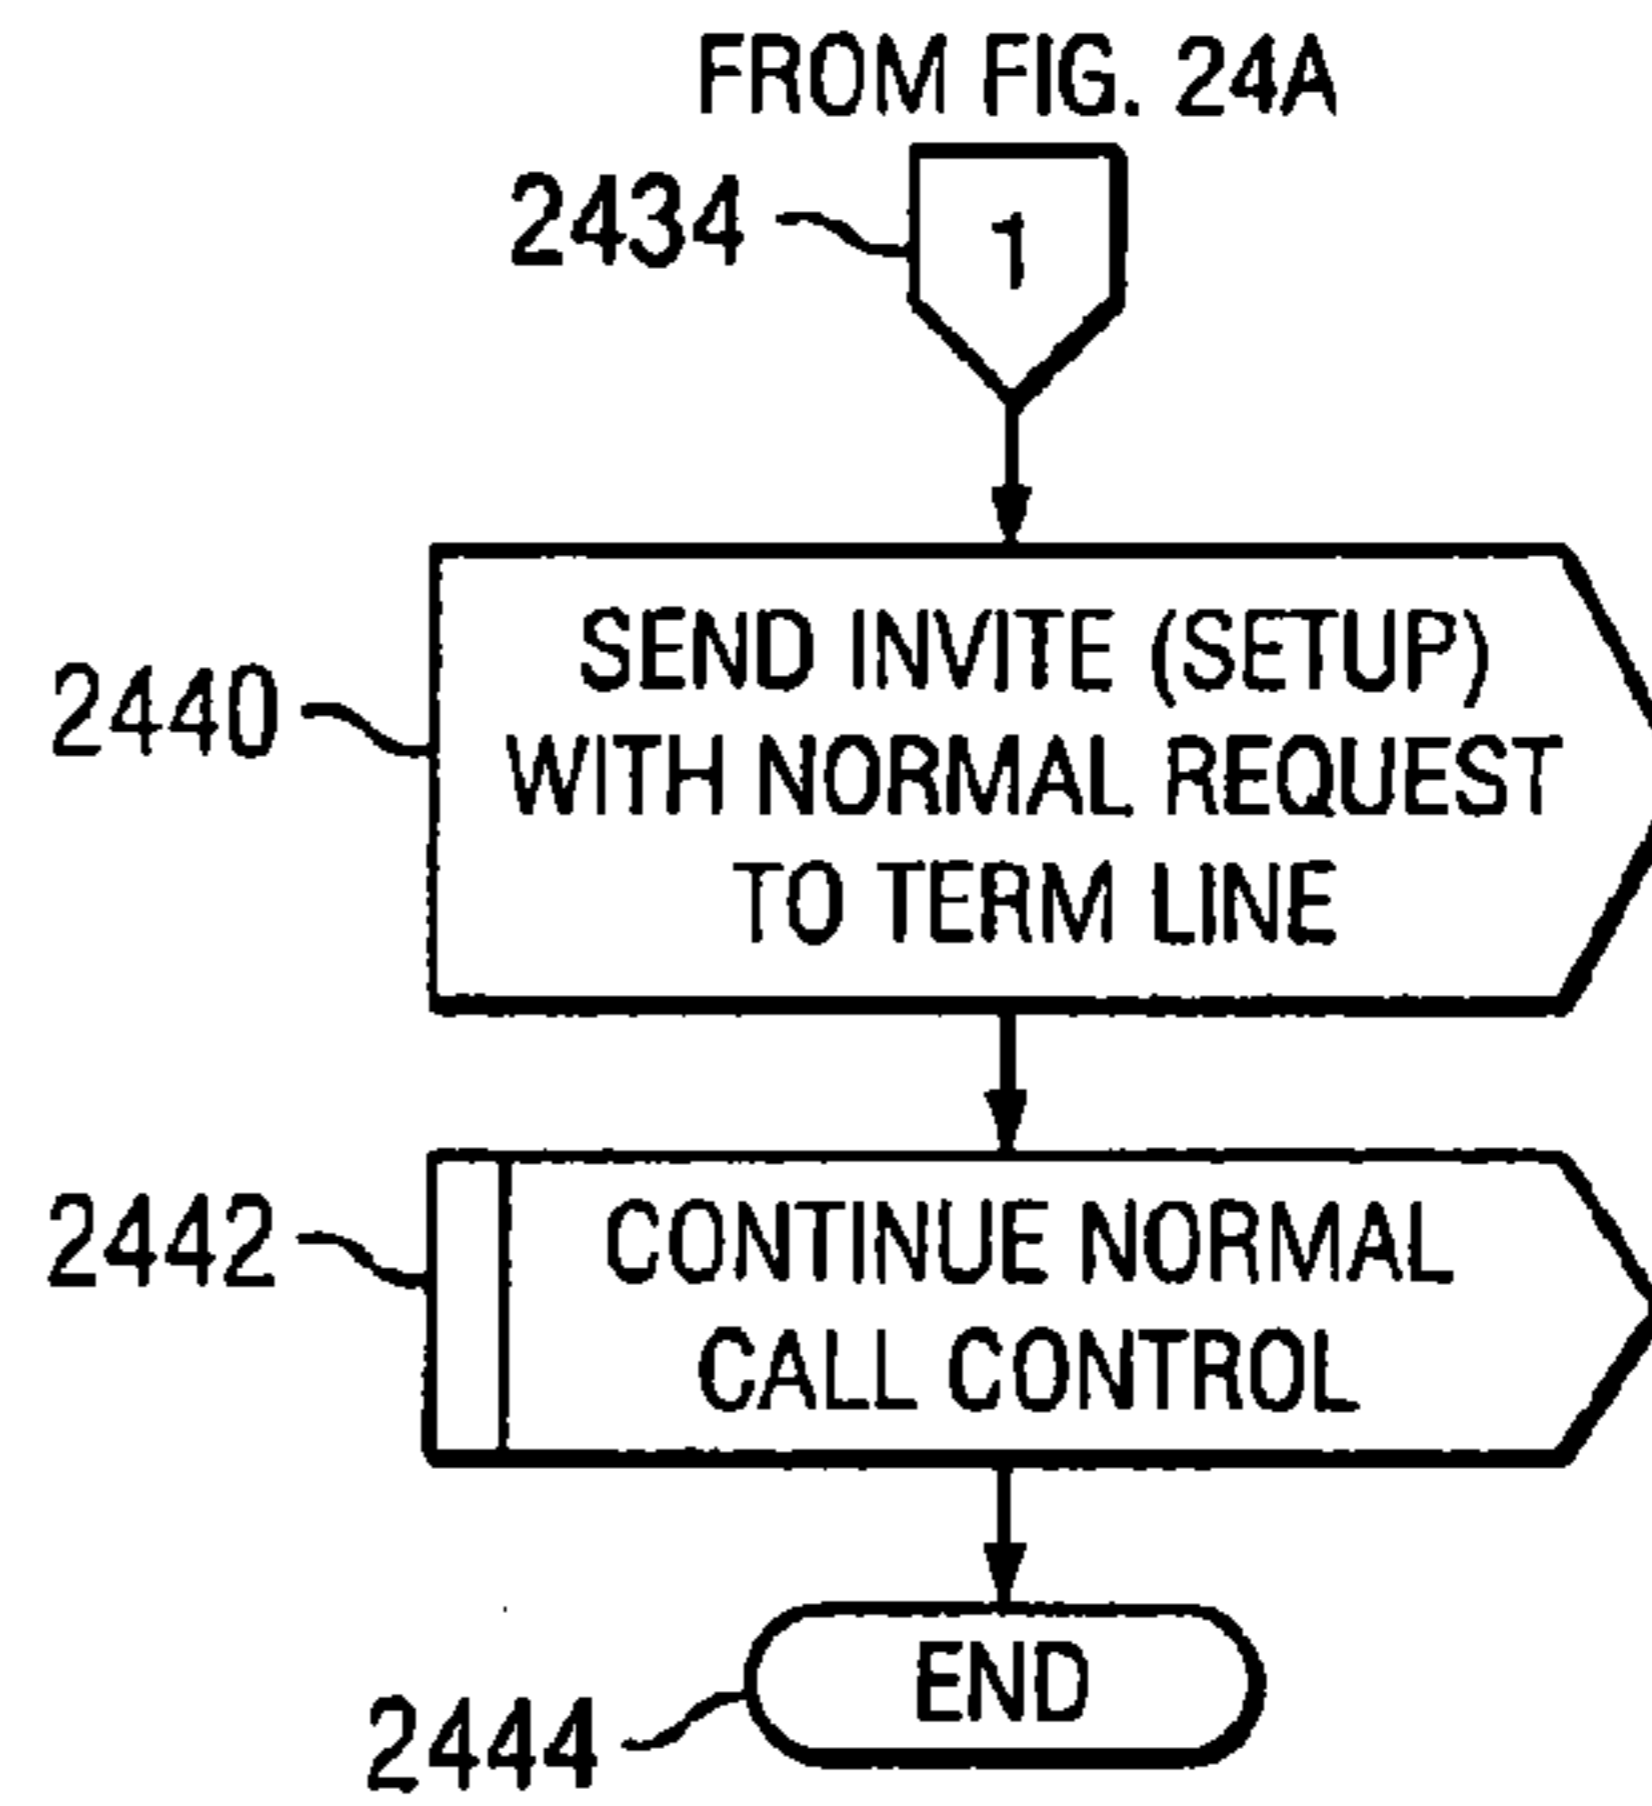 FROM FIG. 24A
2434
1
2440
SEND INVITE (SETUP)
WITH NORMAL REQUEST
TO TERM LINE
2442
CONTINUE NORMAL
CALL CONTROL
END
2444